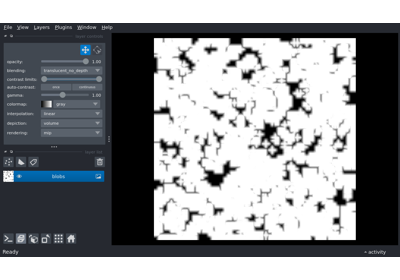 File View Layers Plugins Window Help
opacity: 1.00
blending: translucent_no_depth
contrast limits:
auto-contrast: once continuous
gamma: 1.00
colormap: gray
interpolation: linear
depiction: volume
rendering: mip
blobs
Ready activity